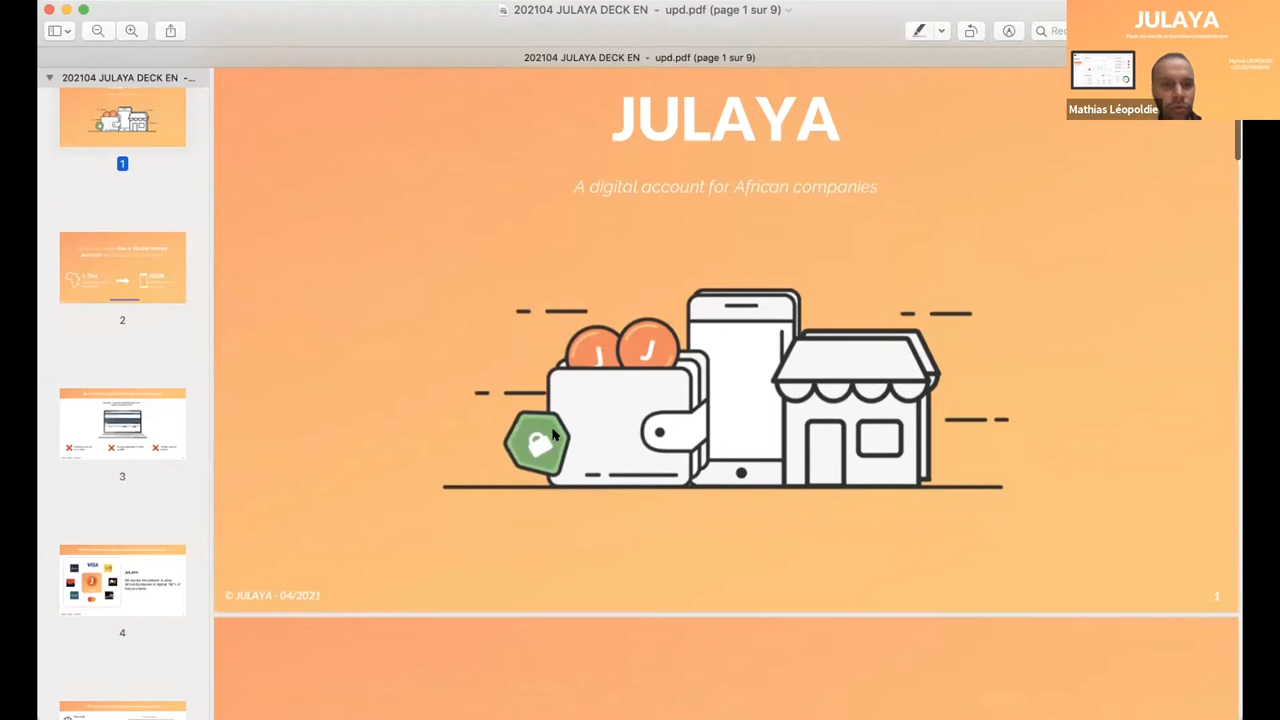 202104 JULAYA DECK EN - upd.pdf (page 1 sur 9)
202104 JULAYA DECK EN - upd.pdf (page 1 sur 9)
202104 JULAYA DECK EN -...
1
2
3
VISA
4
JULAYA
A digital account for African companies
J
J
© JULAYA - 04/2021
1
JULAYA
Mathias Léopoldie